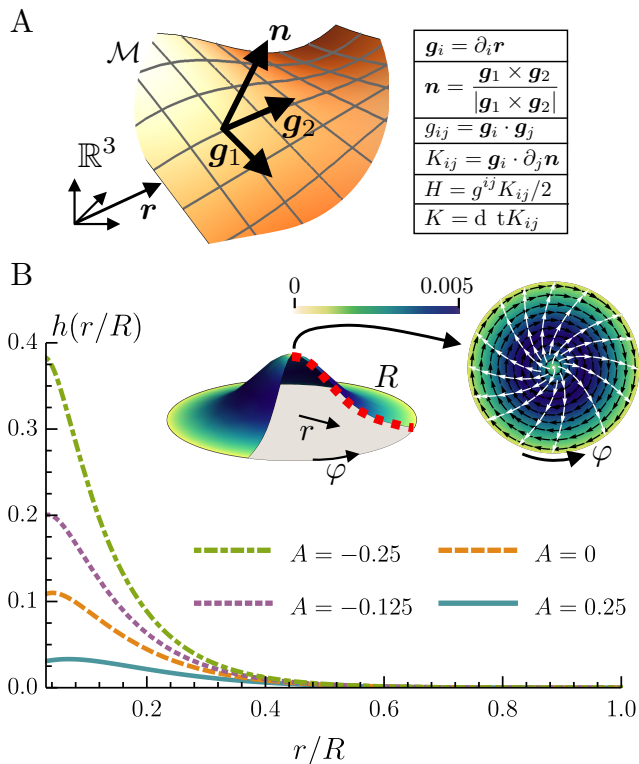 A
𝓜
n
g₂
g₁
ℝ³
r
gᵢ = ∂ᵢr
n = g₁ × g₂ / |g₁ × g₂|
gᵢⱼ = gᵢ · gⱼ
Kᵢⱼ = gᵢ · ∂ⱼn
H = gⁱʲKᵢⱼ/2
K = d tKᵢⱼ
B
h(r/R)
0 0.005
R
r
φ
φ
A = −0.25
A = 0
A = −0.125
A = 0.25
0.4
0.3
0.2
0.1
0.0
0.2 0.4 0.6 0.8 1.0
r/R